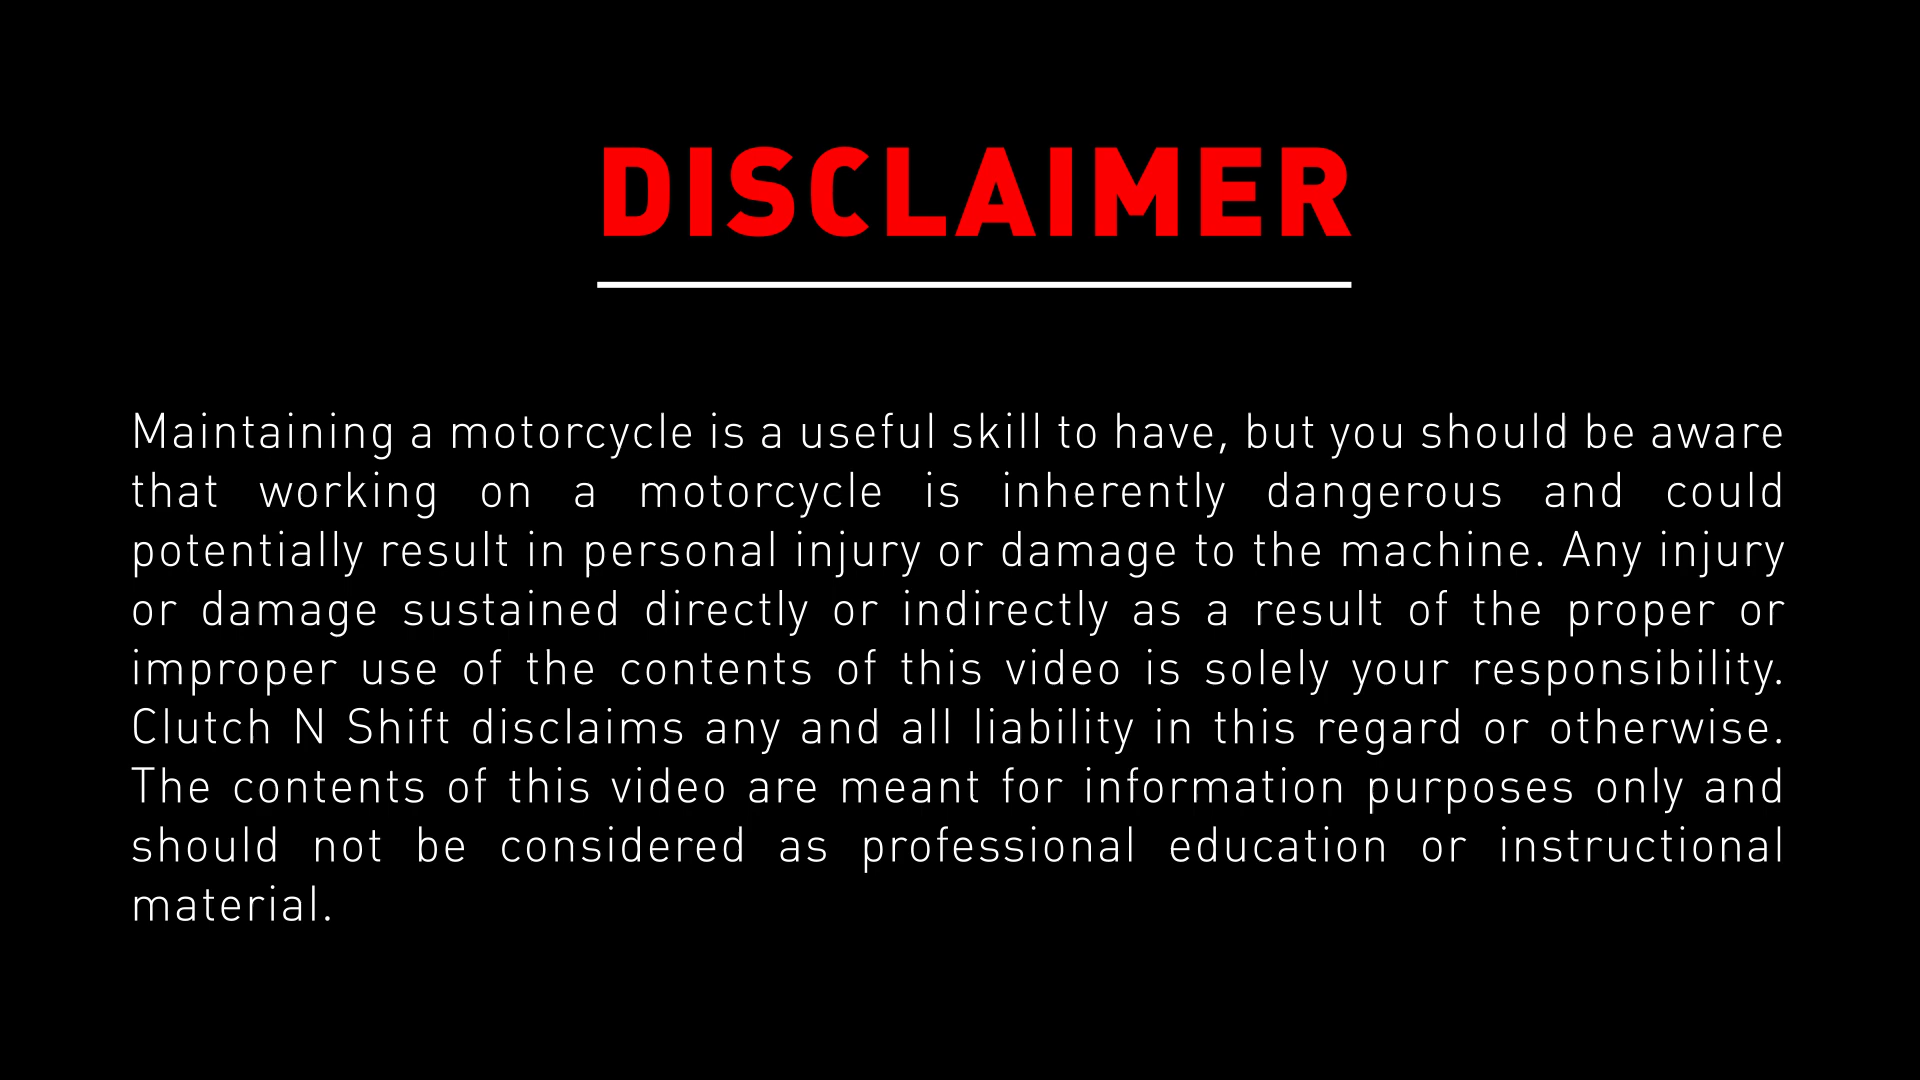 DISCLAIMER
Maintaining a motorcycle is a useful skill to have, but you should be aware
that working on a motorcycle is inherently dangerous and could
potentially result in personal injury or damage to the machine. Any injury
or damage sustained directly or indirectly as a result of the proper or
improper use of the contents of this video is solely your responsibility.
Clutch N Shift disclaims any and all liability in this regard or otherwise.
The contents of this video are meant for information purposes only and
should not be considered as professional education or instructional
material.